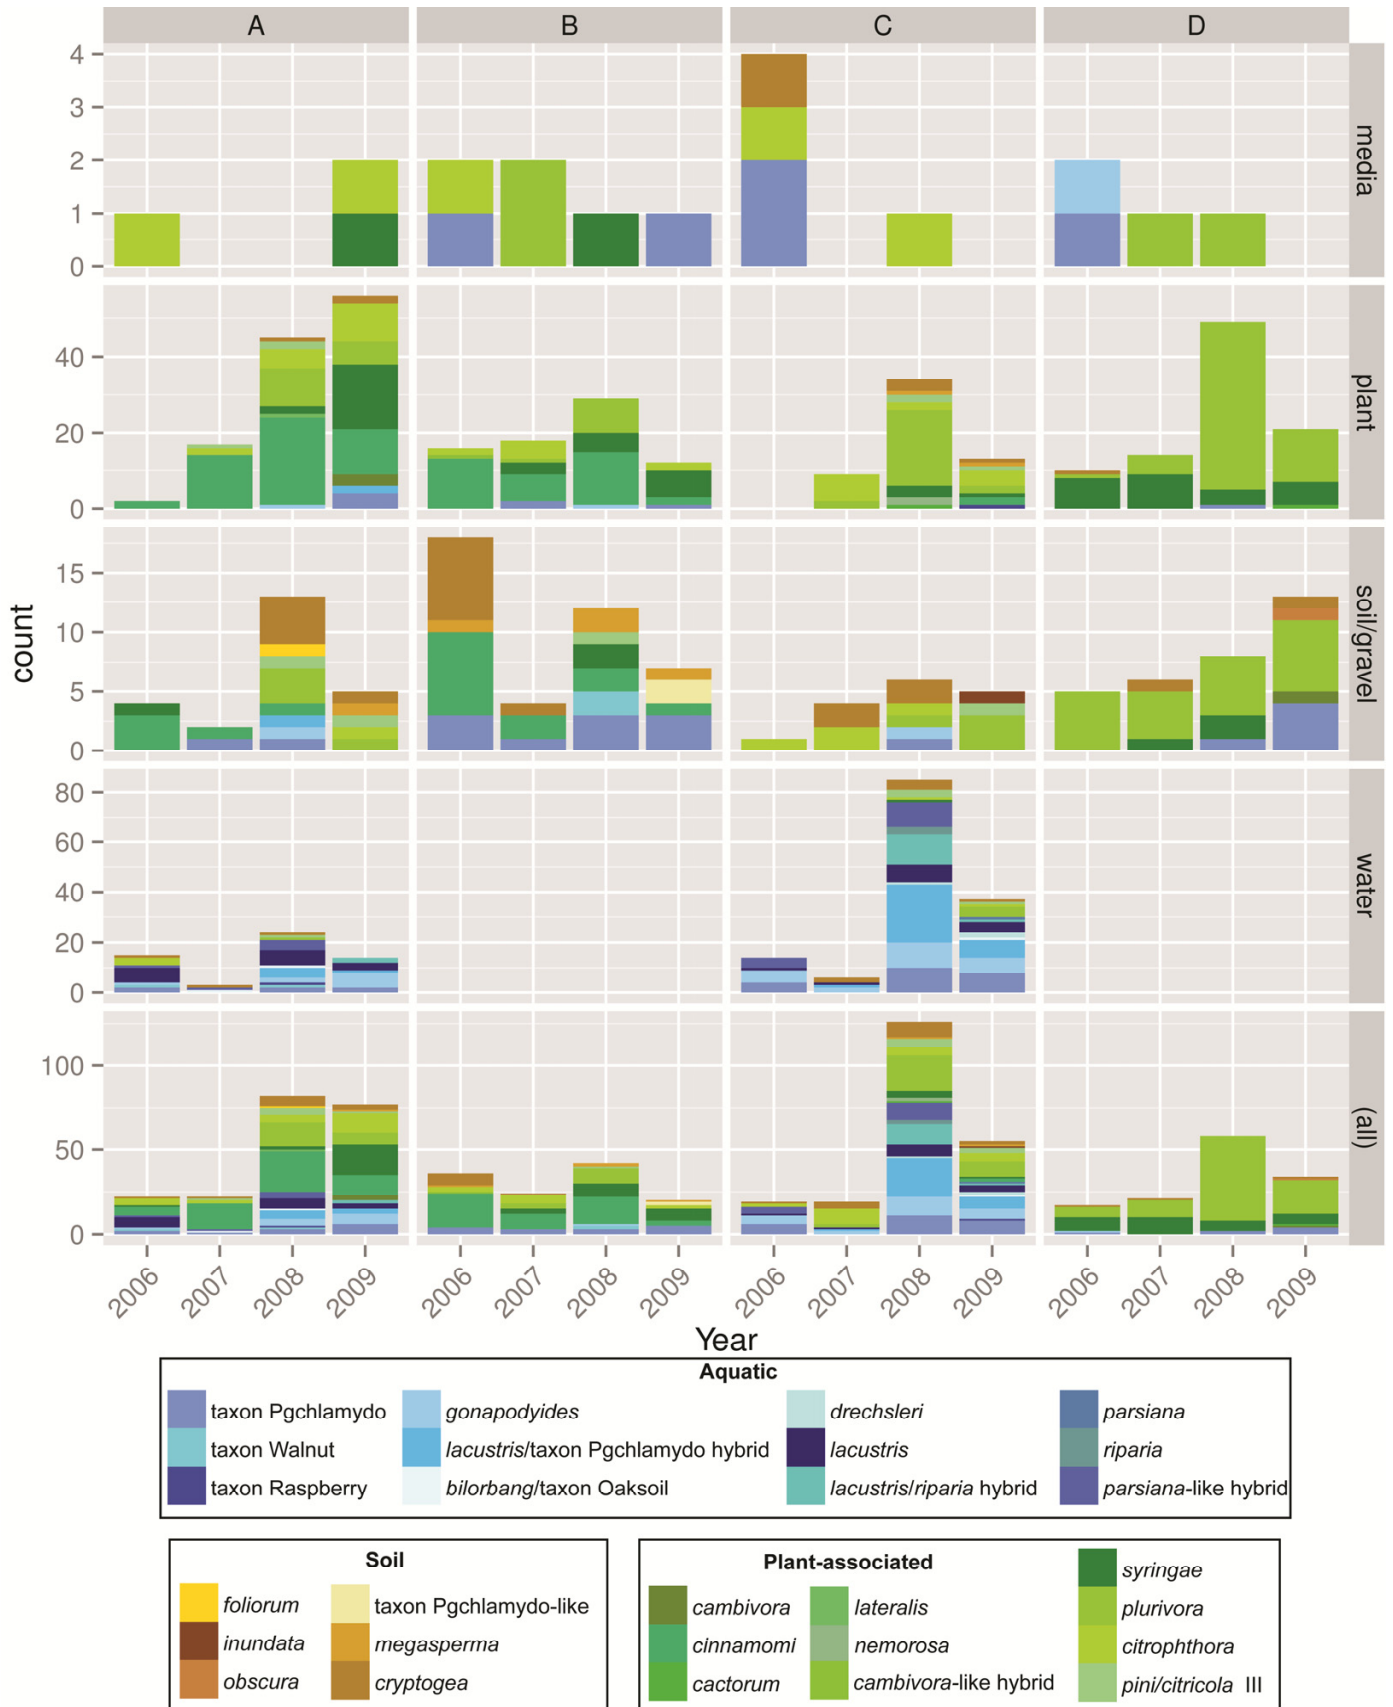 A B C D
4
3
2
1
0
media
40
20
0
plant
15
10
5
0
soil/gravel
80
60
40
20
0
water
100
50
0
(all)
count
2006 2007 2008 2009 2006 2007 2008 2009 2006 2007 2008 2009 2006 2007 2008 2009
Year
Aquatic
taxon Pgchlamydo gonapodyides drechsleri parsiana
taxon Walnut lacustris/taxon Pgchlamydo hybrid lacustris riparia
taxon Raspberry bilorbang/taxon Oaksoil lacustris/riparia hybrid parsiana-like hybrid
Soil
foliorum taxon Pgchlamydo-like
inundata megasperma
obscura cryptogea
Plant-associated
syringae
cambivora lateralis plurivora
cinnamomi nemorosa citrophthora
cactorum cambivora-like hybrid pini/citricola III